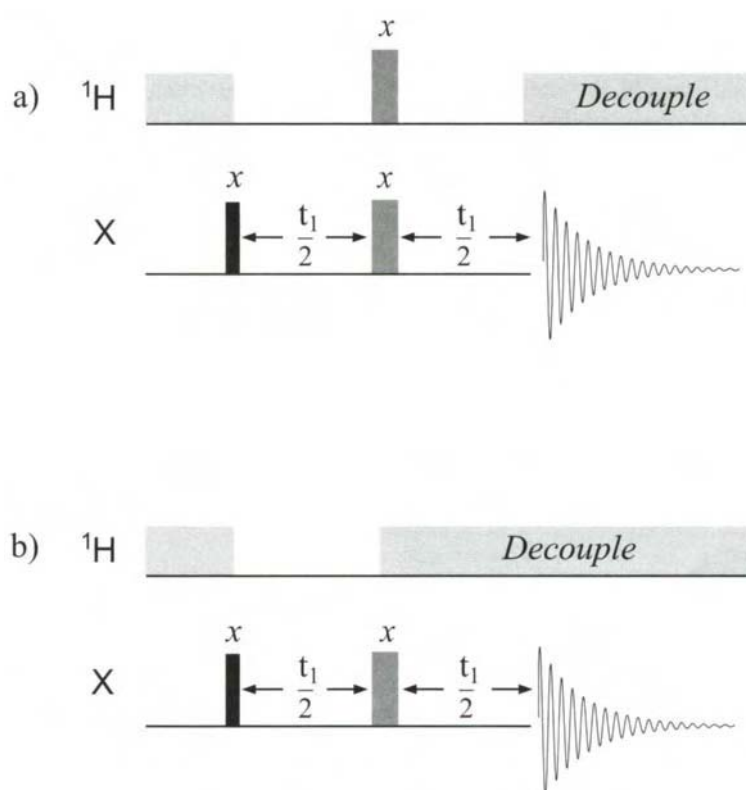 x
a) ¹H Decouple
x x
X t₁/2 t₁/2
b) ¹H Decouple
x x
X t₁/2 t₁/2